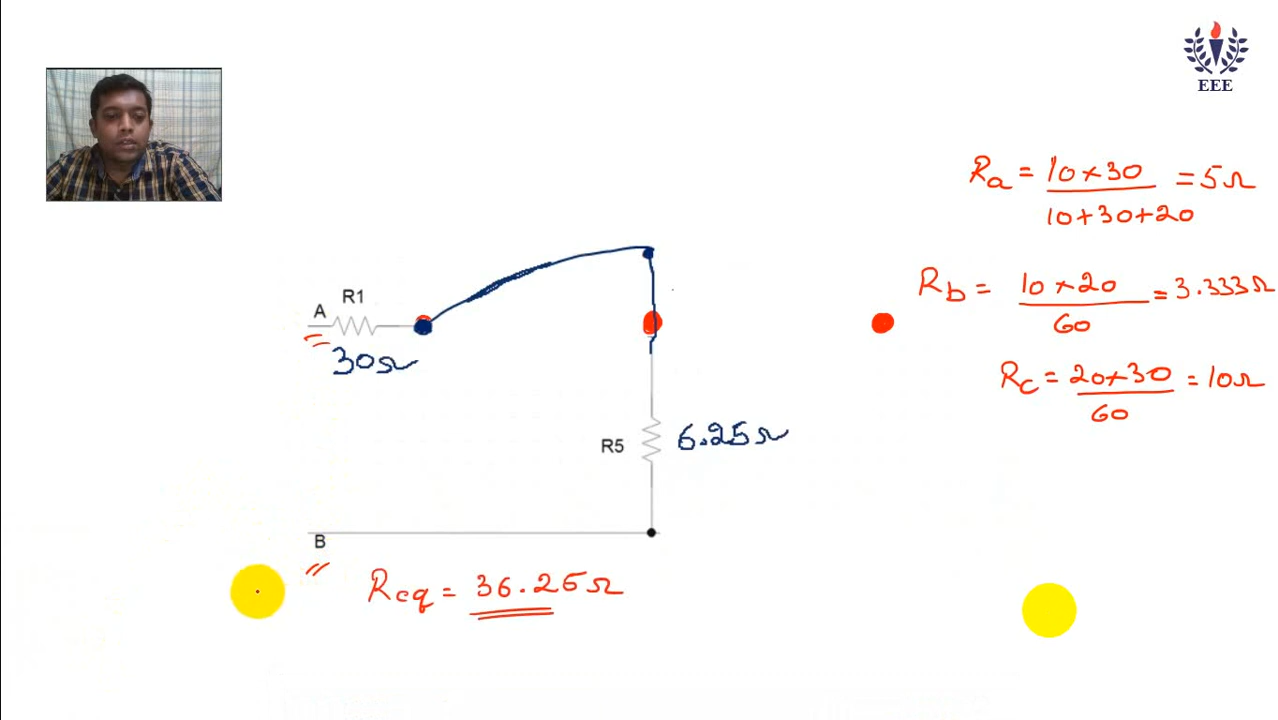 EEE
Ra = 10×30 / 10+30+20 = 5Ω
Rb = 10×20 / 60 = 3.333Ω
Rc = 20×30 / 60 = 10Ω
R1
A
30Ω
R5 6.25Ω
B
Req = 36.25Ω